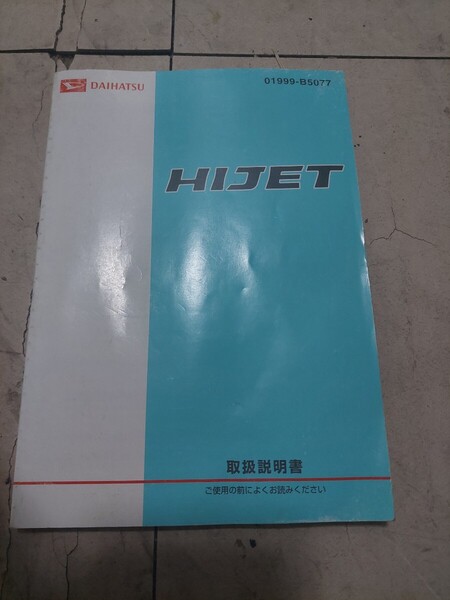 DAIHATSU
01999-B5077
HIJET
取扱説明書
ご使用の前によくお読みください